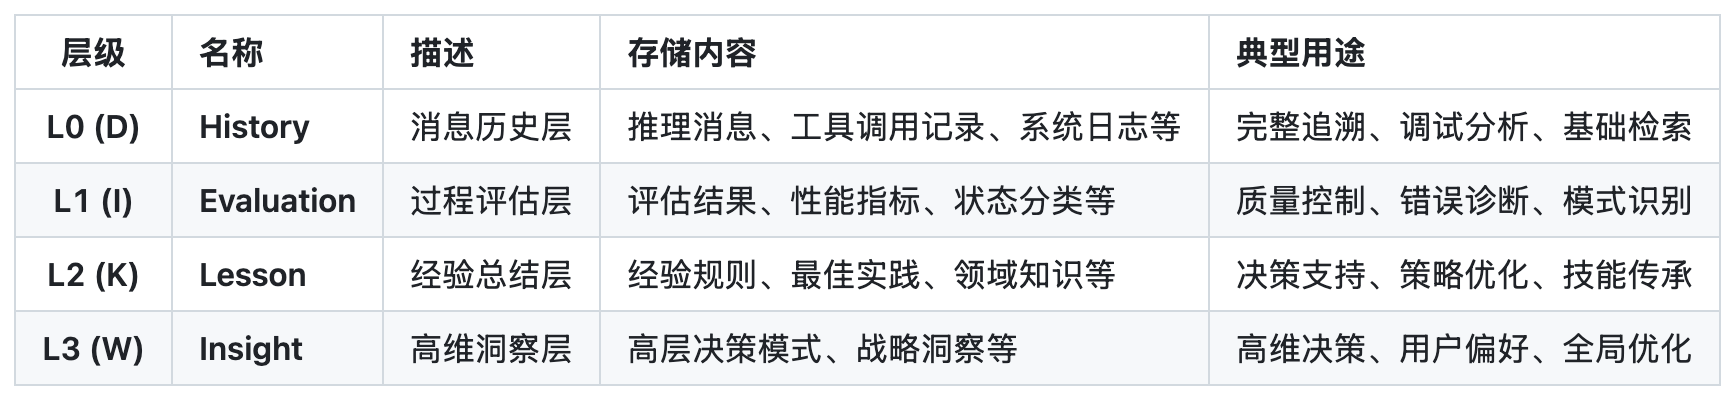 层级 名称 描述 存储内容 典型用途
L0 (D) History 消息历史层 推理消息、工具调用记录、系统日志等 完整追溯、调试分析、基础检索
L1 (I) Evaluation 过程评估层 评估结果、性能指标、状态分类等 质量控制、错误诊断、模式识别
L2 (K) Lesson 经验总结层 经验规则、最佳实践、领域知识等 决策支持、策略优化、技能传承
L3 (W) Insight 高维洞察层 高层决策模式、战略洞察等 高维决策、用户偏好、全局优化